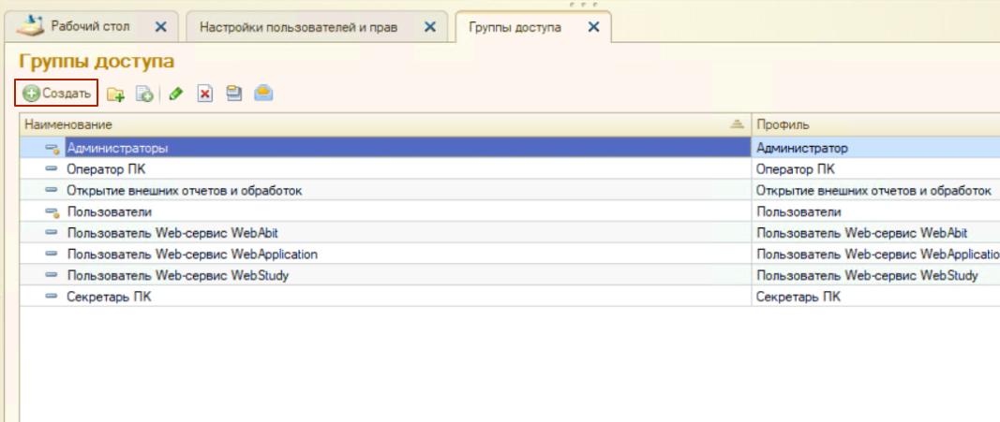 Рабочий стол Настройки пользователей и прав Группы доступа
Группы доступа
Создать
Наименование Профиль
Администраторы Администратор
Оператор ПК Оператор ПК
Открытие внешних отчетов и обработок Открытие внешних отчетов и обработок
Пользователи Пользователи
Пользователь Web-сервис WebAbit Пользователь Web-сервис WebAbit
Пользователь Web-сервис WebApplication Пользователь Web-сервис WebApplicatio
Пользователь Web-сервис WebStudy Пользователь Web-сервис WebStudy
Секретарь ПК Секретарь ПК